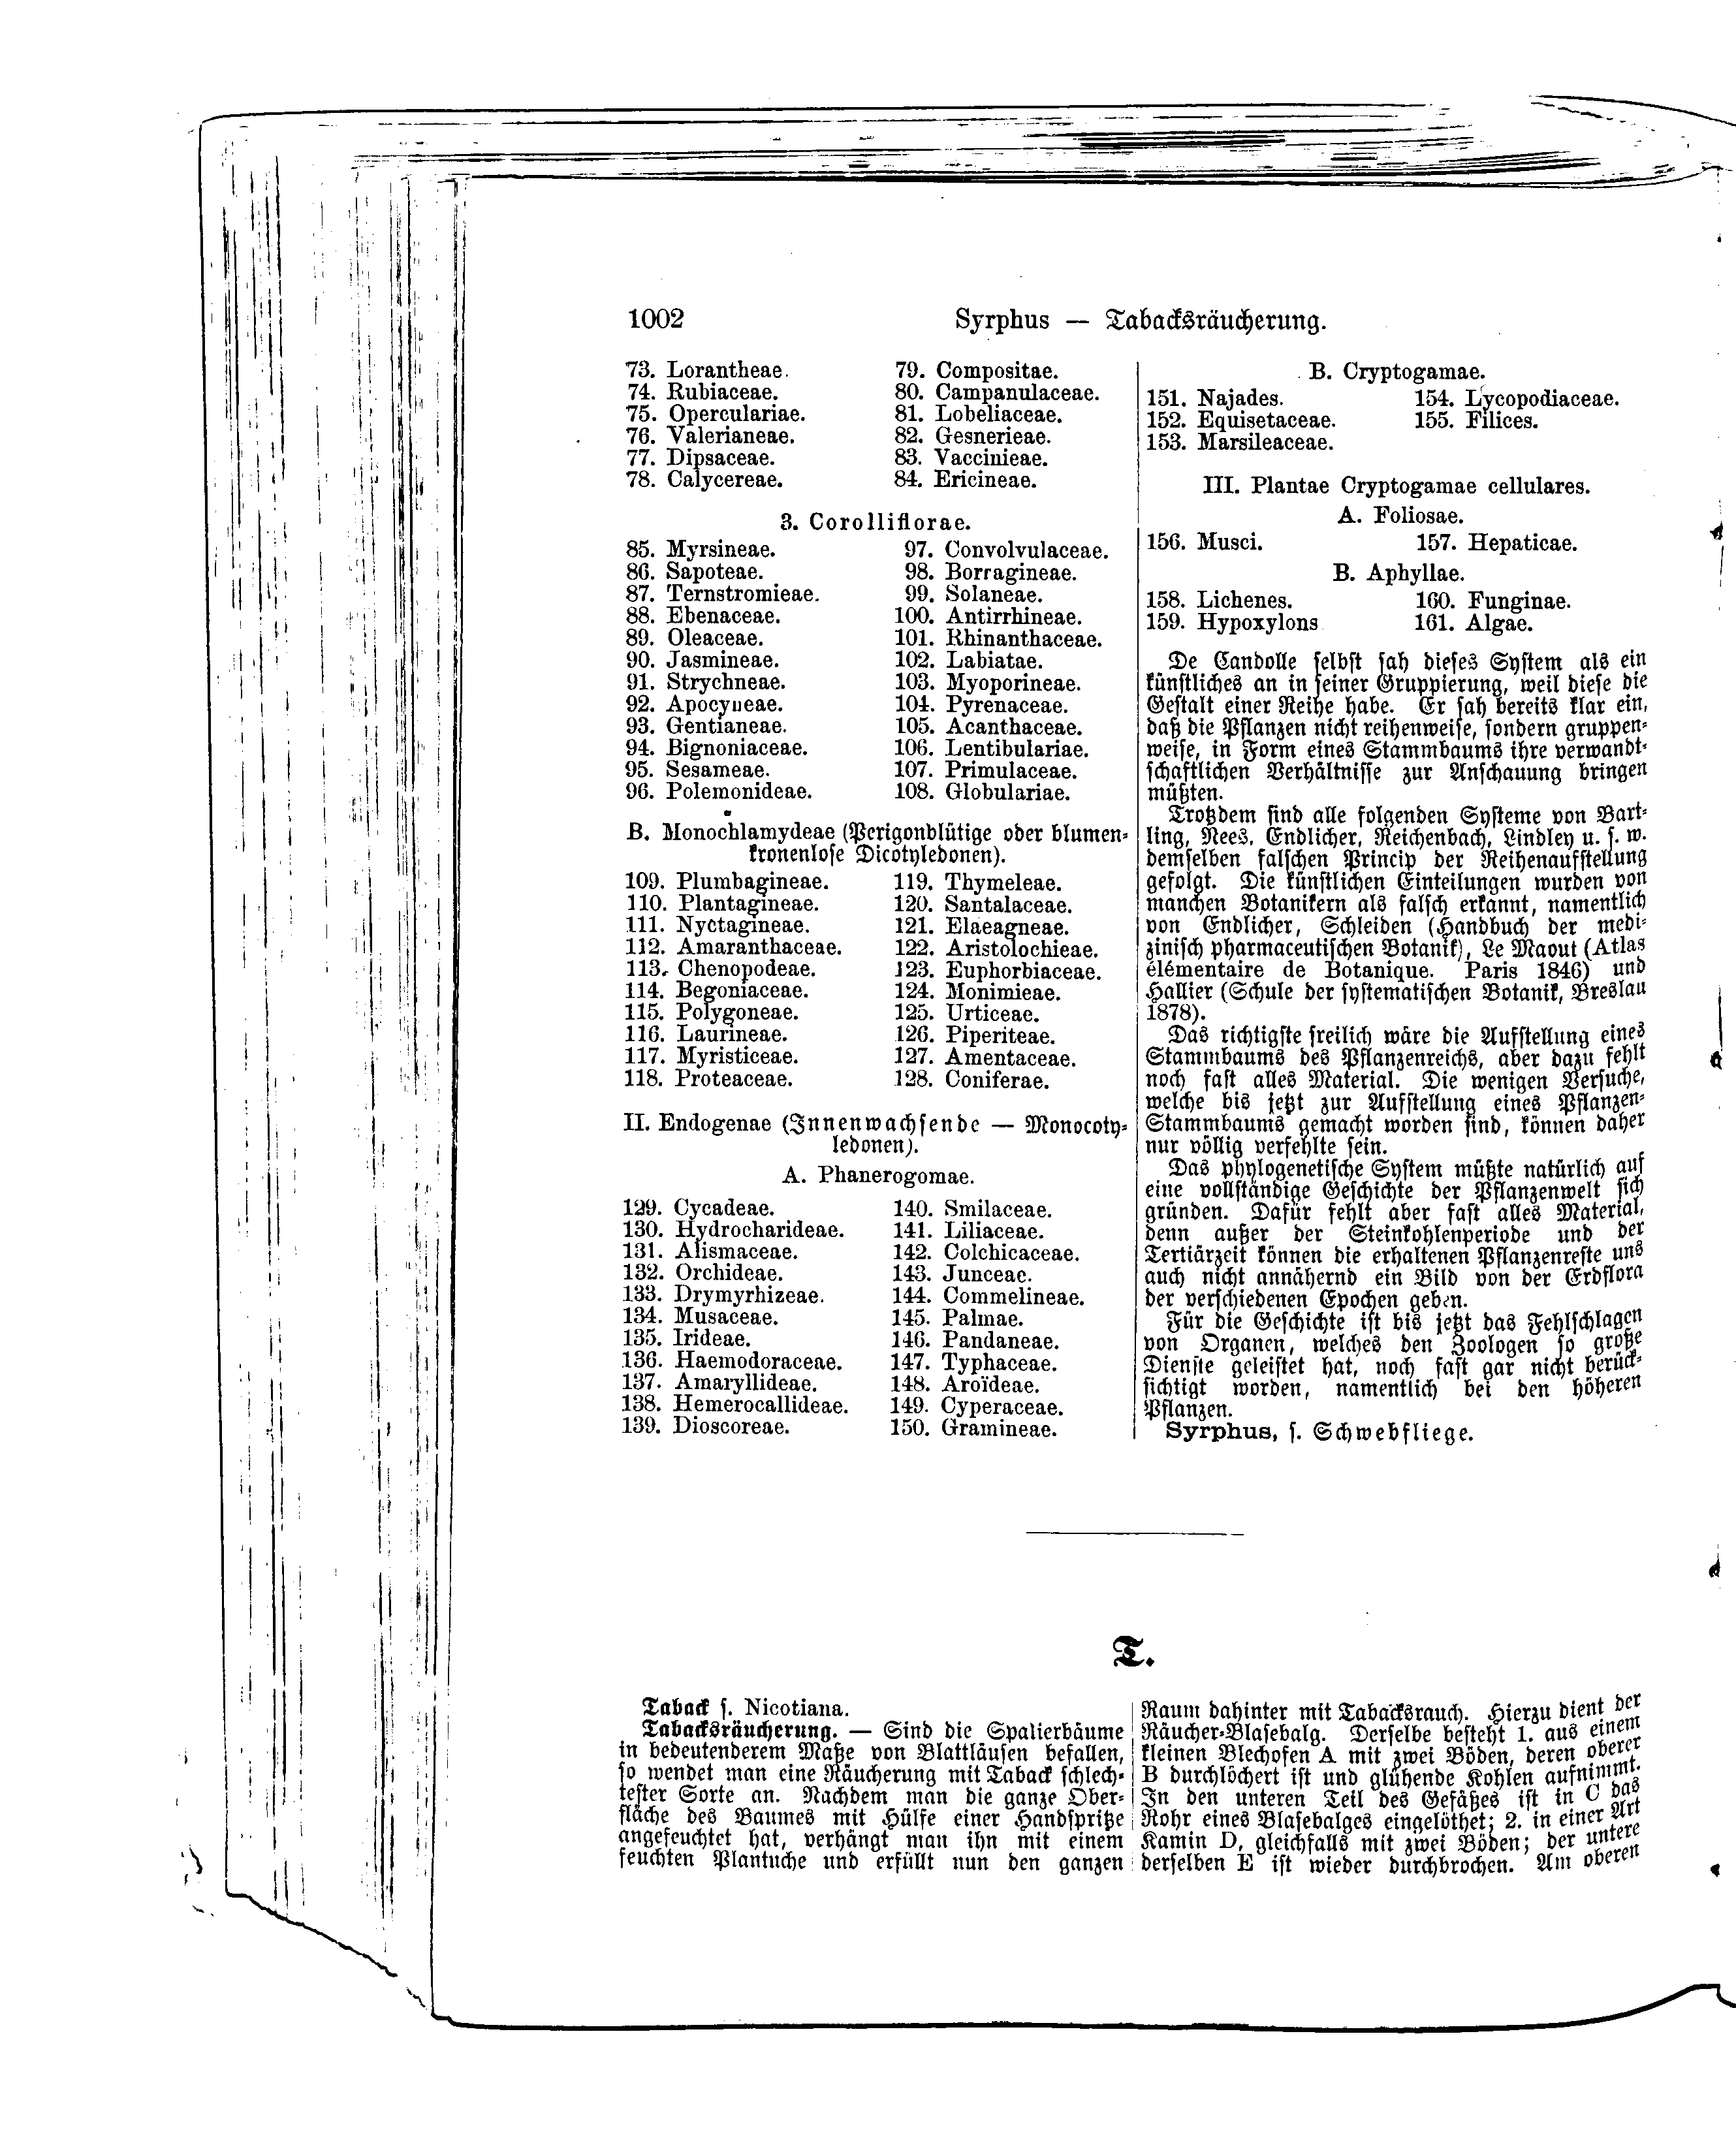 1002
Syrphus — Tabacksräucherung.
73. Lorantheae.
74. Rubiaceae.
75. Operculariae.
76. Valerianeae.
77. Dipsaceae.
78. Calycereae.
79. Compositae.
80. Campanulaceae.
81. Lobeliaceae.
82. Gesnerieae.
83. Vaccinieae.
84. Ericineae.
3. Corolliflorae.
85. Myrsineae.
86. Sapoteae.
87. Ternstromieae.
88. Ebenaceae.
89. Oleaceae.
90. Jasmineae.
91. Strychneae.
92. Apocyneae.
93. Gentianeae.
94. Bignoniaceae.
95. Sesameae.
96. Polemonideae.
97. Convolvulaceae.
98. Borragineae.
99. Solaneae.
100. Antirrhineae.
101. Rhinanthaceae.
102. Labiatae.
103. Myoporineae.
104. Pyrenaceae.
105. Acanthaceae.
106. Lentibulariae.
107. Primulaceae.
108. Globulariae.
B. Monochlamydeae (Perigonblütige oder blumen-
kronenlose Dicotyledonen).
109. Plumbagineae.
110. Plantagineae.
111. Nyctagineae.
112. Amaranthaceae.
113. Chenopodeae.
114. Begoniaceae.
115. Polygoneae.
116. Laurineae.
117. Myristiceae.
118. Proteaceae.
119. Thymeleae.
120. Santalaceae.
121. Elaeagneae.
122. Aristolochieae.
123. Euphorbiaceae.
124. Monimieae.
125. Urticeae.
126. Piperiteae.
127. Amentaceae.
128. Coniferae.
II. Endogenae (Innenwachsende — Monocoty-
ledonen).
A. Phanerogomae.
129. Cycadeae.
130. Hydrocharideae.
131. Alismaceae.
132. Orchideae.
133. Drymyrhizeae.
134. Musaceae.
135. Irideae.
136. Haemodoraceae.
137. Amaryllideae.
138. Hemerocallideae.
139. Dioscoreae.
140. Smilaceae.
141. Liliaceae.
142. Colchicaceae.
143. Junceae.
144. Commelineae.
145. Palmae.
146. Pandaneae.
147. Typhaceae.
148. Aroïdeae.
149. Cyperaceae.
150. Gramineae.
B. Cryptogamae.
151. Najades.
152. Equisetaceae.
153. Marsileaceae.
154. Lycopodiaceae.
155. Filices.
III. Plantae Cryptogamae cellulares.
A. Foliosae.
156. Musci.
157. Hepaticae.
B. Aphyllae.
158. Lichenes.
159. Hypoxylons
160. Funginae.
161. Algae.
De Candolle selbst sah dieses System als ein
künstliches an in seiner Gruppierung, weil diese die
Gestalt einer Reihe habe. Er sah bereits klar ein,
daß die Pflanzen nicht reihenweise, sondern gruppen-
weise, in Form eines Stammbaums ihre verwandt-
schaftlichen Verhältnisse zur Anschauung bringen
müßten.
Trotzdem sind alle folgenden Systeme von Bart-
ling, Nees, Endlicher, Reichenbach, Lindley u. s. w.
demselben falschen Princip der Reihenaufstellung
gefolgt. Die künstlichen Einteilungen wurden von
manchen Botanikern als falsch erkannt, namentlich
von Endlicher, Schleiden (Handbuch der medi-
zinisch pharmaceutischen Botanik), Le Maout (Atlas
élémentaire de Botanique. Paris 1846) und
Hallier (Schule der systematischen Botanik, Breslau
1878).
Das richtigste freilich wäre die Aufstellung eines
Stammbaums des Pflanzenreichs, aber dazu fehlt
noch fast alles Material. Die wenigen Versuche,
welche bis jetzt zur Aufstellung eines Pflanzen-
Stammbaums gemacht worden sind, können daher
nur völlig verfehlte sein.
Das phylogenetische System müßte natürlich auf
eine vollständige Geschichte der Pflanzenwelt sich
gründen. Dafür fehlt aber fast alles Material,
denn außer der Steinkohlenperiode und der
Tertiärzeit können die erhaltenen Pflanzenreste uns
auch nicht annähernd ein Bild von der Erdflora
der verschiedenen Epochen geben.
Für die Geschichte ist bis jetzt das Fehlschlagen
von Organen, welches den Zoologen so große
Dienste geleistet hat, noch fast gar nicht berück-
sichtigt worden, namentlich bei den höheren
Pflanzen.
Syrphus, s. Schwebfliege.
T.
Taback s. Nicotiana.
Tabacksräucherung. — Sind die Spalierbäume
in bedeutenderem Maße von Blattläusen befallen,
so wendet man eine Räucherung mit Taback schlech-
tester Sorte an. Nachdem man die ganze Ober-
fläche des Baumes mit Hülfe einer Handspritze
angefeuchtet hat, verhängt man ihn mit einem
feuchten Plantuche und erfüllt nun den ganzen
Raum dahinter mit Tabacksrauch. Hierzu dient der
Räucher-Blasebalg. Derselbe besteht 1. aus einem
kleinen Blechofen A mit zwei Böden, deren oberer
B durchlöchert ist und glühende Kohlen aufnimmt.
In den unteren Teil des Gefäßes ist in C das
Rohr eines Blasebalges eingelöthet; 2. in einer Art
Kamin D, gleichfalls mit zwei Böden; der untere
derselben E ist wieder durchbrochen. Am oberen